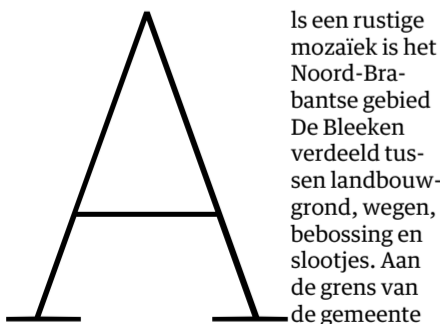 Als een rustige
mozaïek is het
Noord-Bra-
bantse gebied
De Bleeken
verdeeld tus-
sen landbouw-
grond, wegen,
bebossing en
slootjes. Aan
de grens van
de gemeente